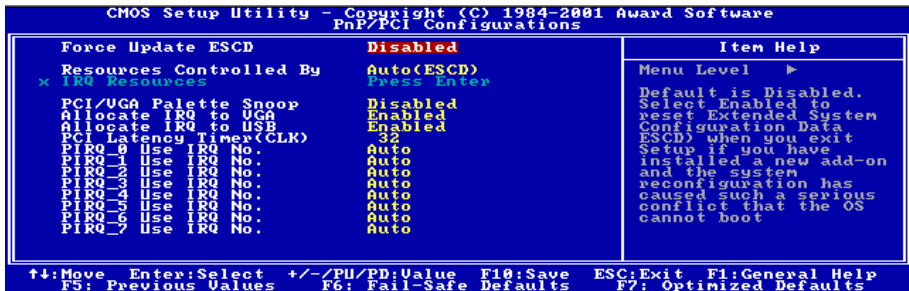 CMOS Setup Utility - Copyright (C) 1984-2001 Award Software
PnP/PCI Configurations
Force Update ESCD Disabled
Resources Controlled By Auto(ESCD)
x IRQ Resources Press Enter
PCI/VGA Palette Snoop Disabled
Allocate IRQ to VGA Enabled
Allocate IRQ to USB Enabled
PCI Latency Timer(CLK) 32
PIRQ_0 Use IRQ No. Auto
PIRQ_1 Use IRQ No. Auto
PIRQ_2 Use IRQ No. Auto
PIRQ_3 Use IRQ No. Auto
PIRQ_4 Use IRQ No. Auto
PIRQ_5 Use IRQ No. Auto
PIRQ_6 Use IRQ No. Auto
PIRQ_7 Use IRQ No. Auto
Item Help
Menu Level ►
Default is Disabled.
Select Enabled to
reset Extended System
Configuration Data
ESCD) when you exit
Setup if you have
installed a new add-on
and the system
reconfiguration has
caused such a serious
conflict that the OS
cannot boot
↑↓:Move Enter:Select +/-/PU/PD:Value F10:Save ESC:Exit F1:General Help
F5: Previous Values F6: Fail-Safe Defaults F7: Optimized Defaults